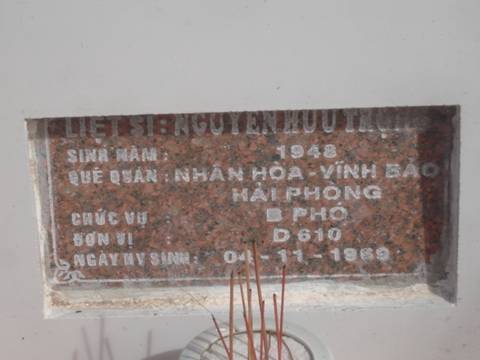 LIỆT SĨ : NGUYỄN HỮU
SINH NĂM : 1948
QUÊ QUÁN : NHÂN HÒA - VĨNH BẢO
HẢI PHÒNG
CHỨC VỤ : B PHÓ
ĐƠN VỊ : D 610
NGÀY HY SINH : 04 - 11 - 1969